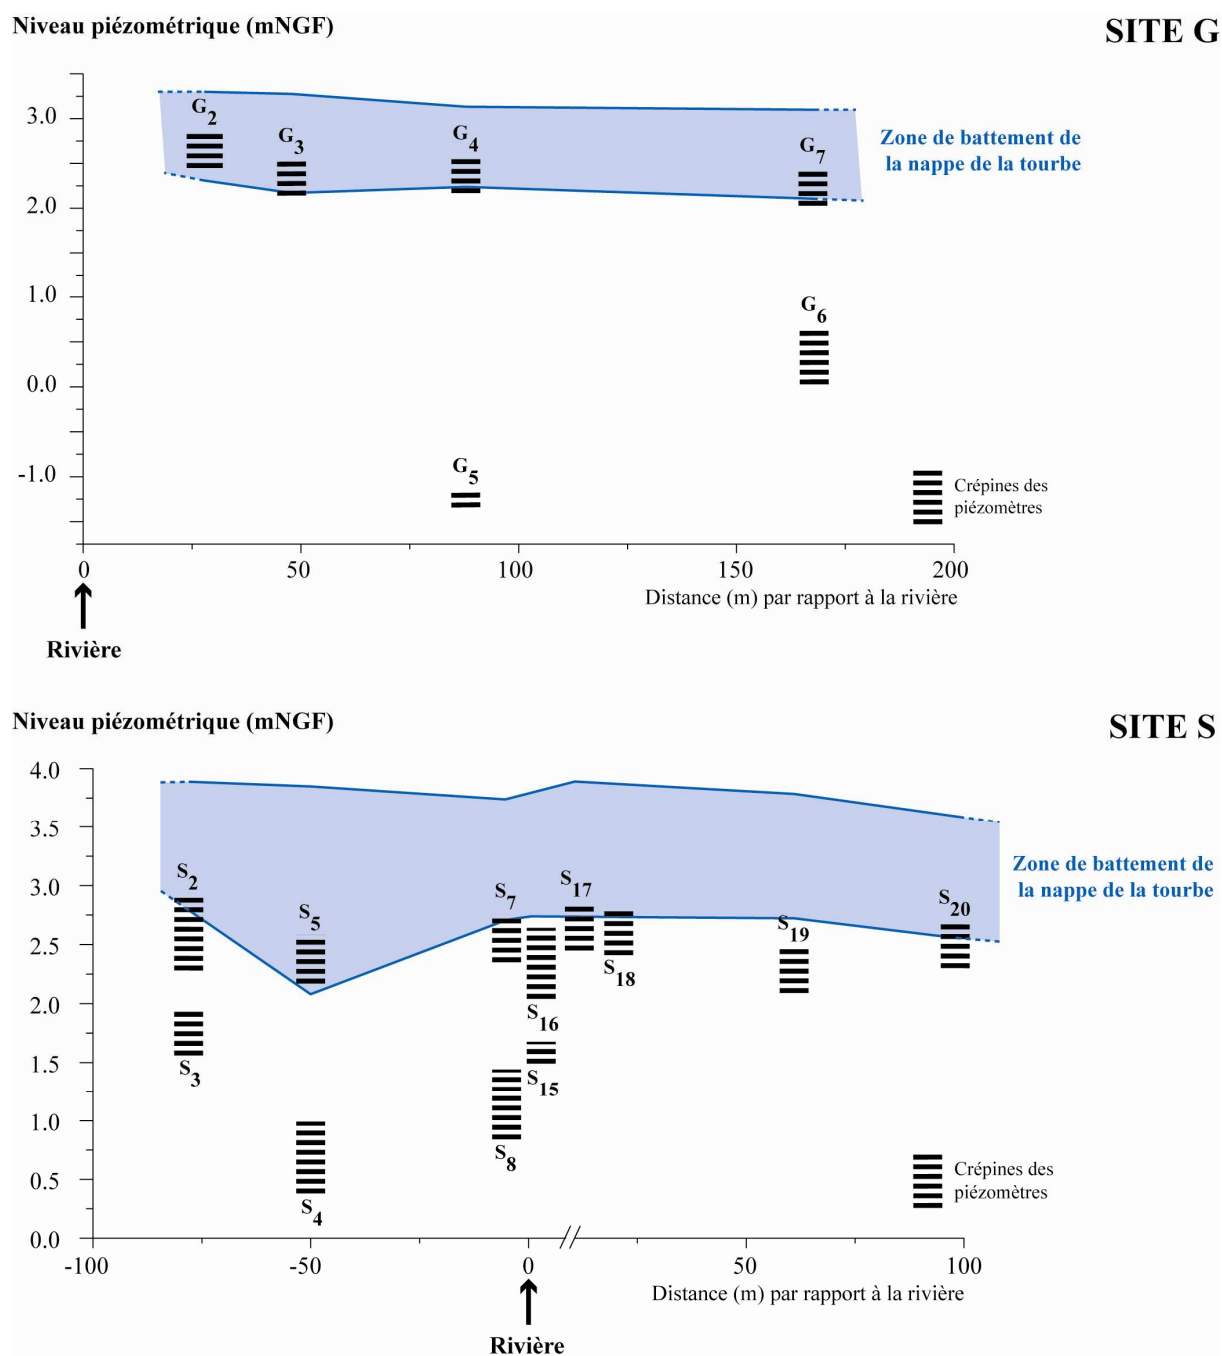 Niveau piézométrique (mNGF)
SITE G
3.0
2.0
1.0
0.0
-1.0
G2
G3
G4
G7
Zone de battement de
la nappe de la tourbe
G6
G5
Crépines des
piézomètres
0
50
100
150
200
Distance (m) par rapport à la rivière
Rivière
Niveau piézométrique (mNGF)
SITE S
4.0
3.5
3.0
2.5
2.0
1.5
1.0
0.5
0.0
S2
S5
S7
S17
S20
S19
S18
S16
S15
S3
S8
S4
Zone de battement de
la nappe de la tourbe
Crépines des
piézomètres
-100
-50
0
50
100
Distance (m) par rapport à la rivière
Rivière